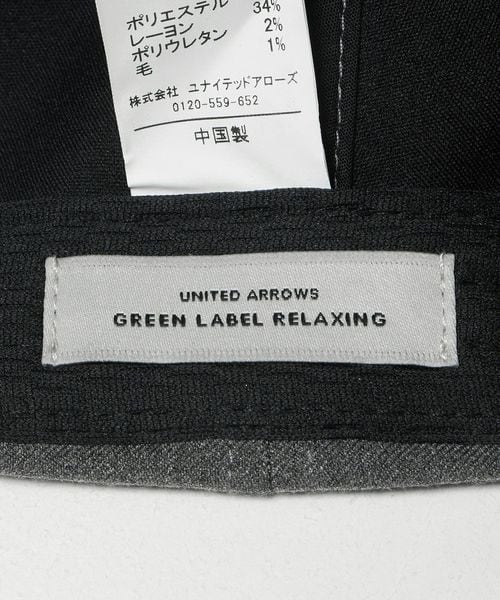 ポリエステル 34%
レーヨン 2%
ポリウレタン 1%
毛
株式会社 ユナイテッドアローズ
0120-559-652
中国製
UNITED ARROWS
GREEN LABEL RELAXING